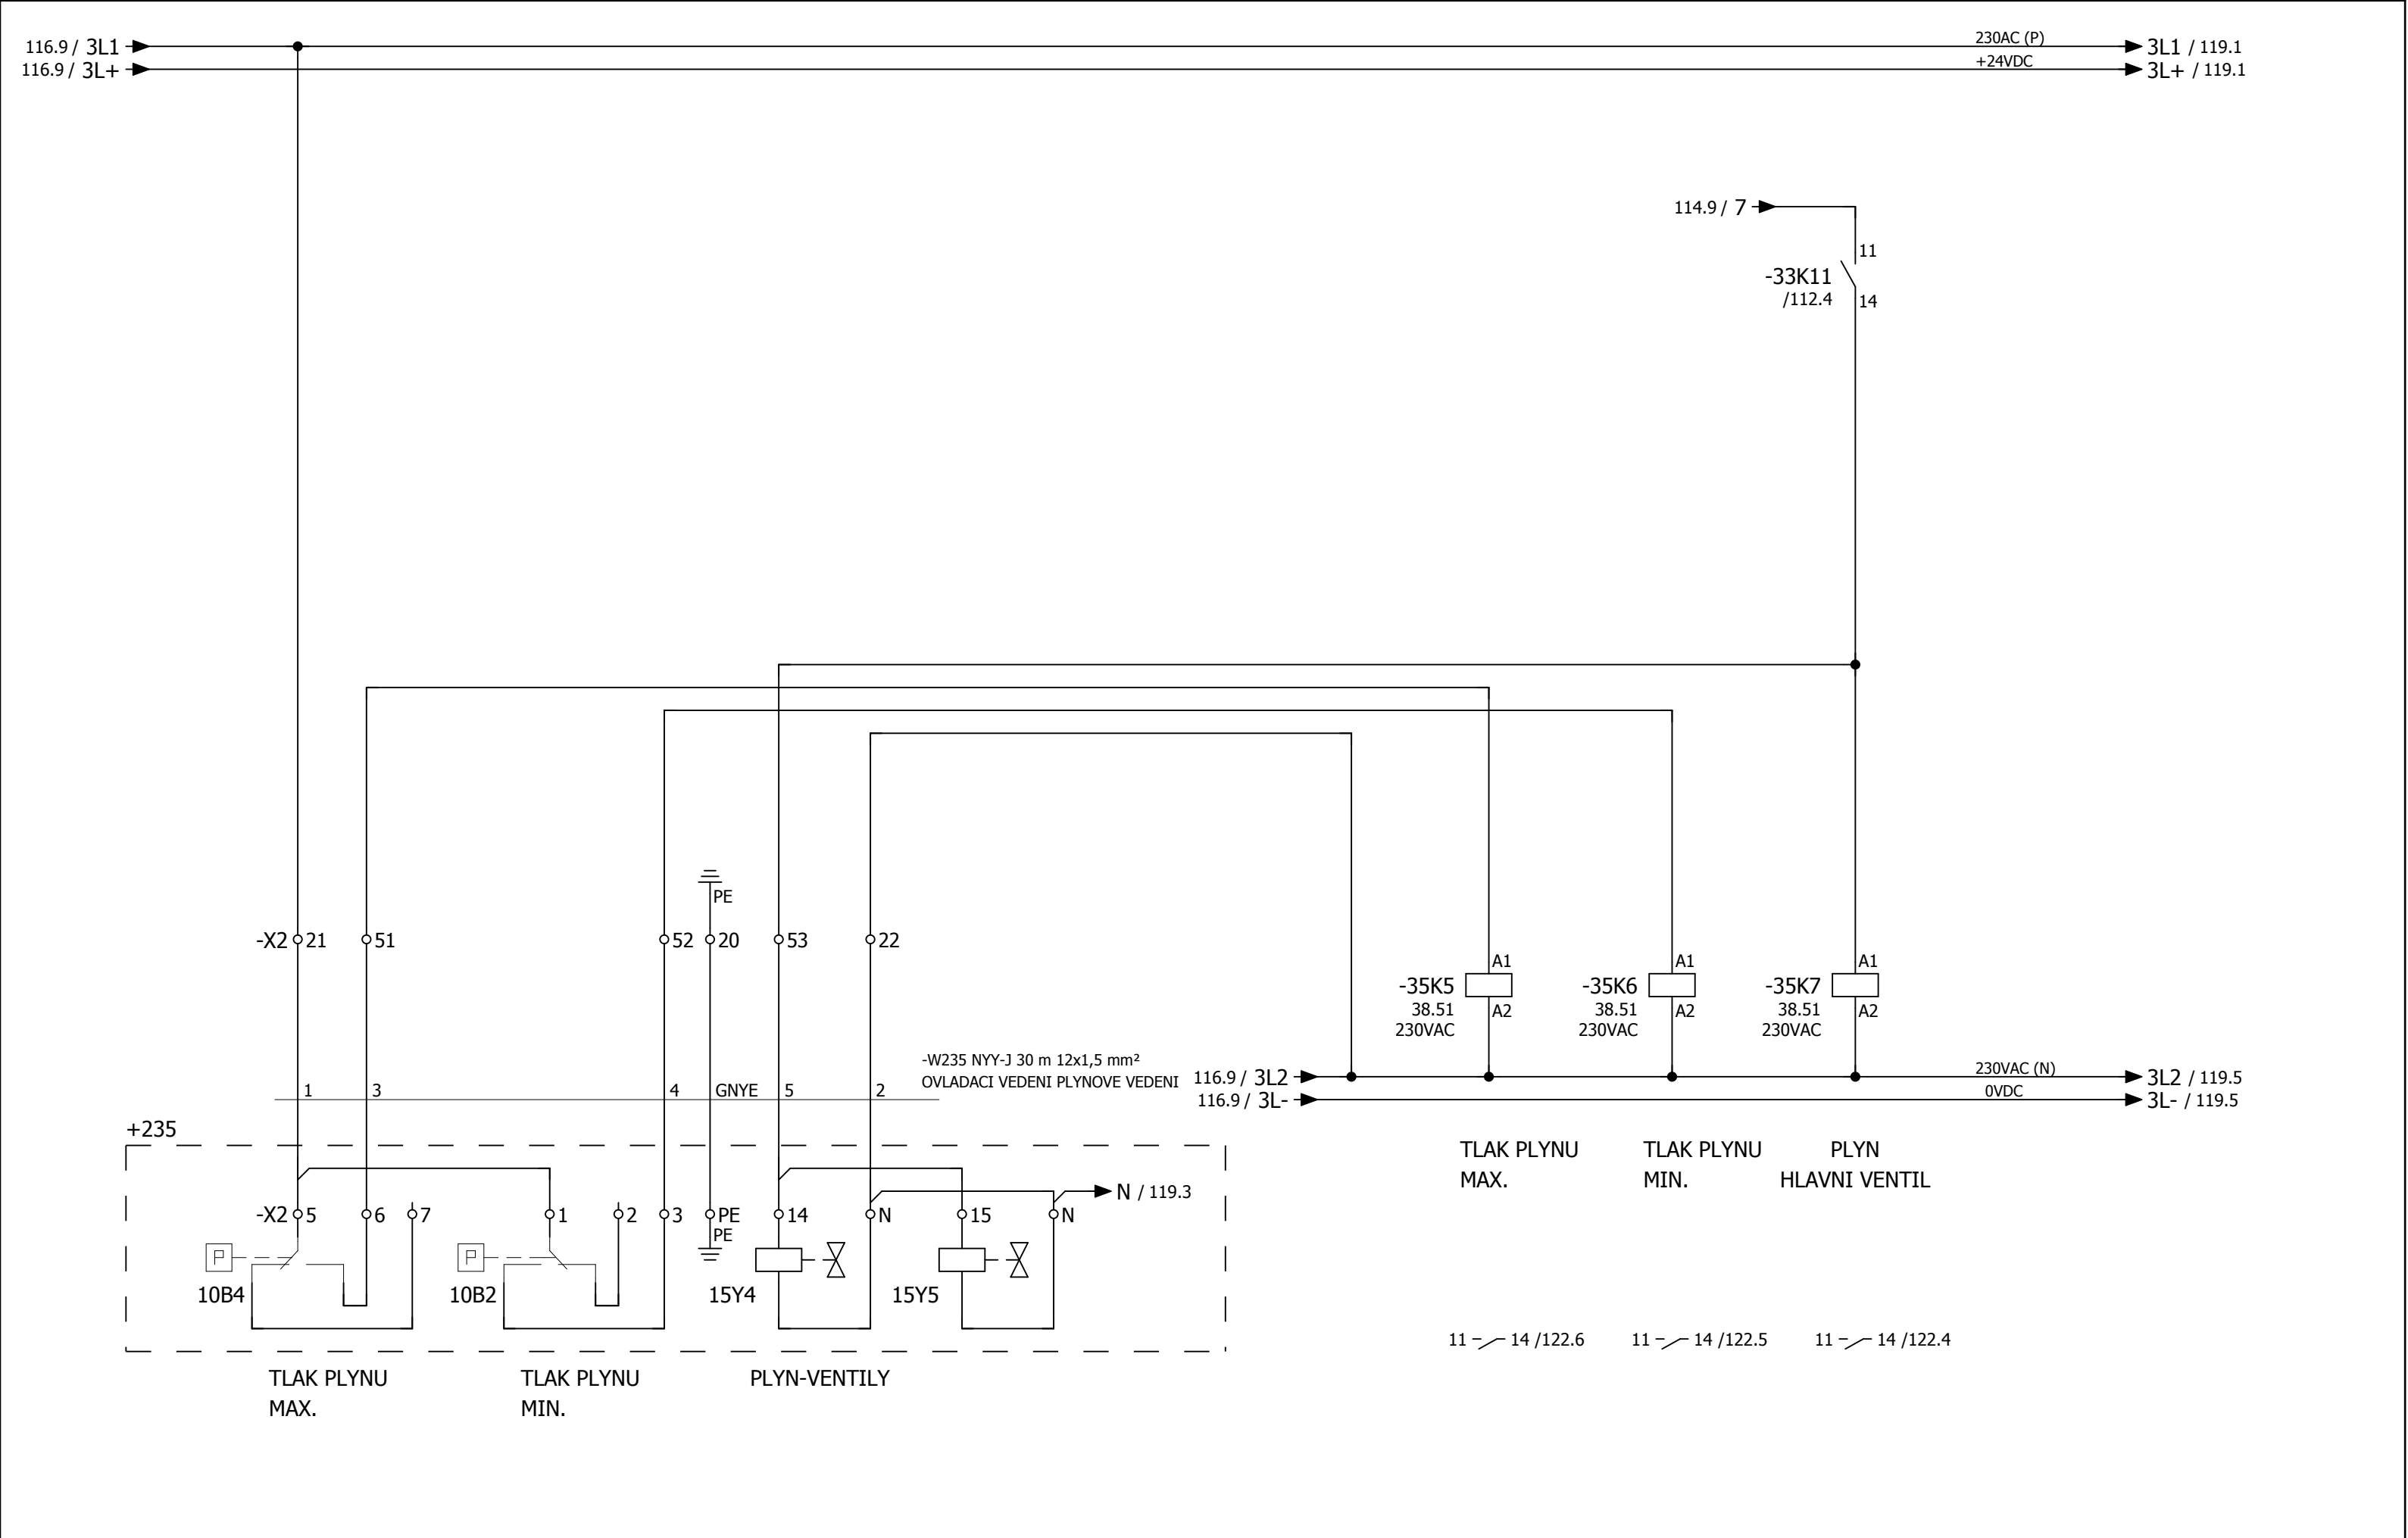 116.9 / 3L1
230AC (P)
3L1 / 119.1
116.9 / 3L+
+24VDC
3L+ / 119.1
114.9 / 7
11
-33K11
/112.4
14
PE
-X2 21
51
52
20
53
22
A1
A1
A1
-35K5
-35K6
-35K7
38.51
A2
38.51
A2
38.51
A2
230VAC
230VAC
230VAC
-W235 NYY-J 30 m 12x1,5 mm²
OVLADACI VEDENI PLYNOVE VEDENI
116.9 / 3L2
230VAC (N)
3L2 / 119.5
1
3
4
GNYE
5
2
116.9 / 3L-
0VDC
3L- / 119.5
+235
TLAK PLYNU
MAX.
TLAK PLYNU
MIN.
PLYN
HLAVNI VENTIL
N / 119.3
-X2 5
6
7
1
2
3
PE
14
N
15
N
PE
P
P
10B4
10B2
15Y4
15Y5
11
14 /122.6
11
14 /122.5
11
14 /122.4
TLAK PLYNU
MAX.
TLAK PLYNU
MIN.
PLYN-VENTILY